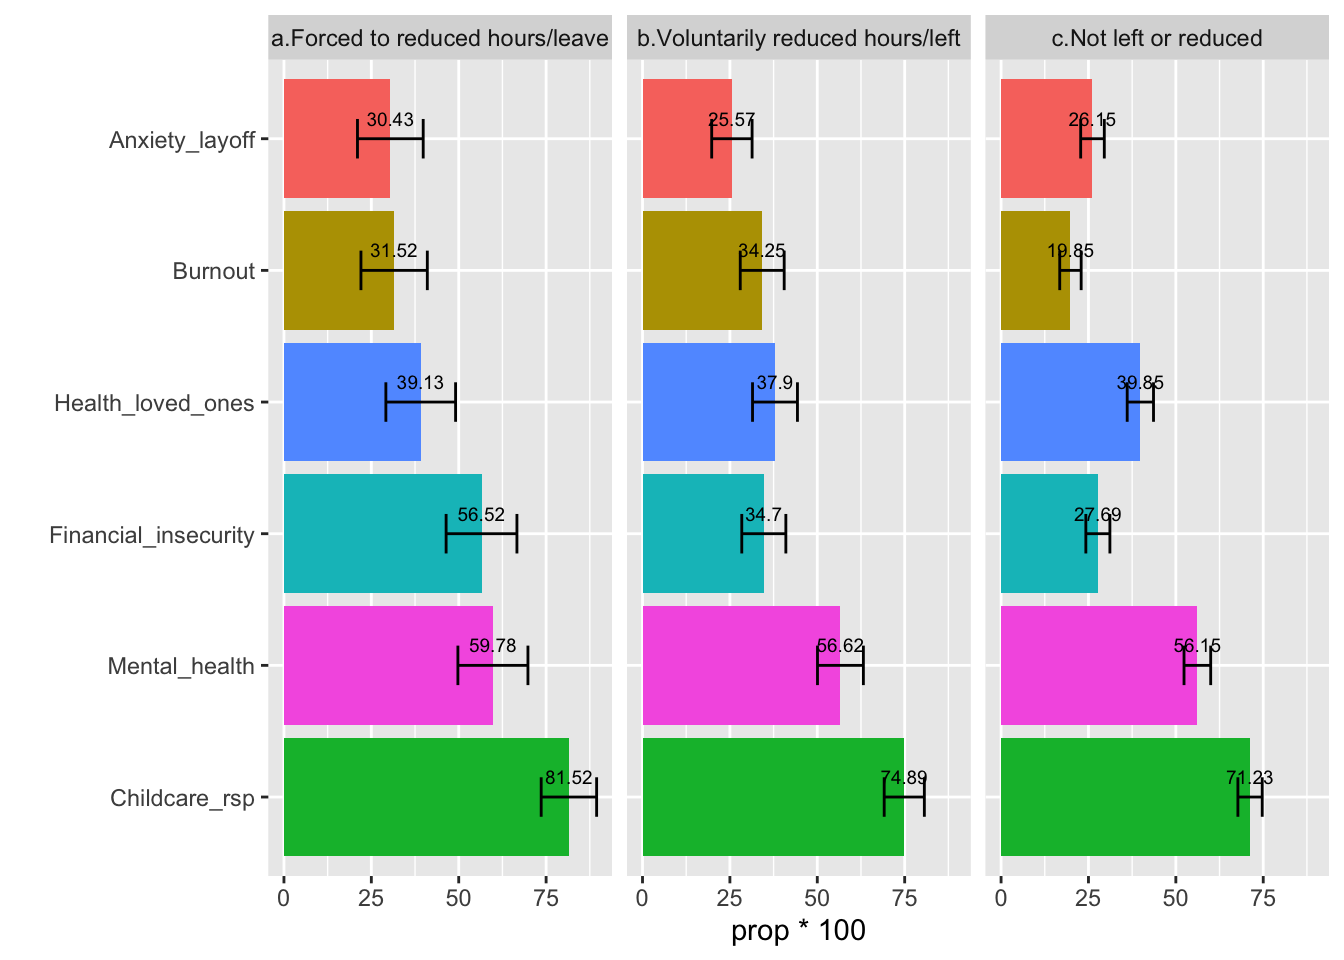 a.Forced to reduced hours/leave
b.Voluntarily reduced hours/left
c.Not left or reduced
Anxiety_layoff
30.43
25.57
26.15
Burnout
31.52
34.25
19.85
Health_loved_ones
39.13
37.9
39.85
Financial_insecurity
56.52
34.7
27.69
Mental_health
59.78
56.62
56.15
Childcare_rsp
81.52
74.89
71.23
0 25 50 75
0 25 50 75
0 25 50 75
prop * 100